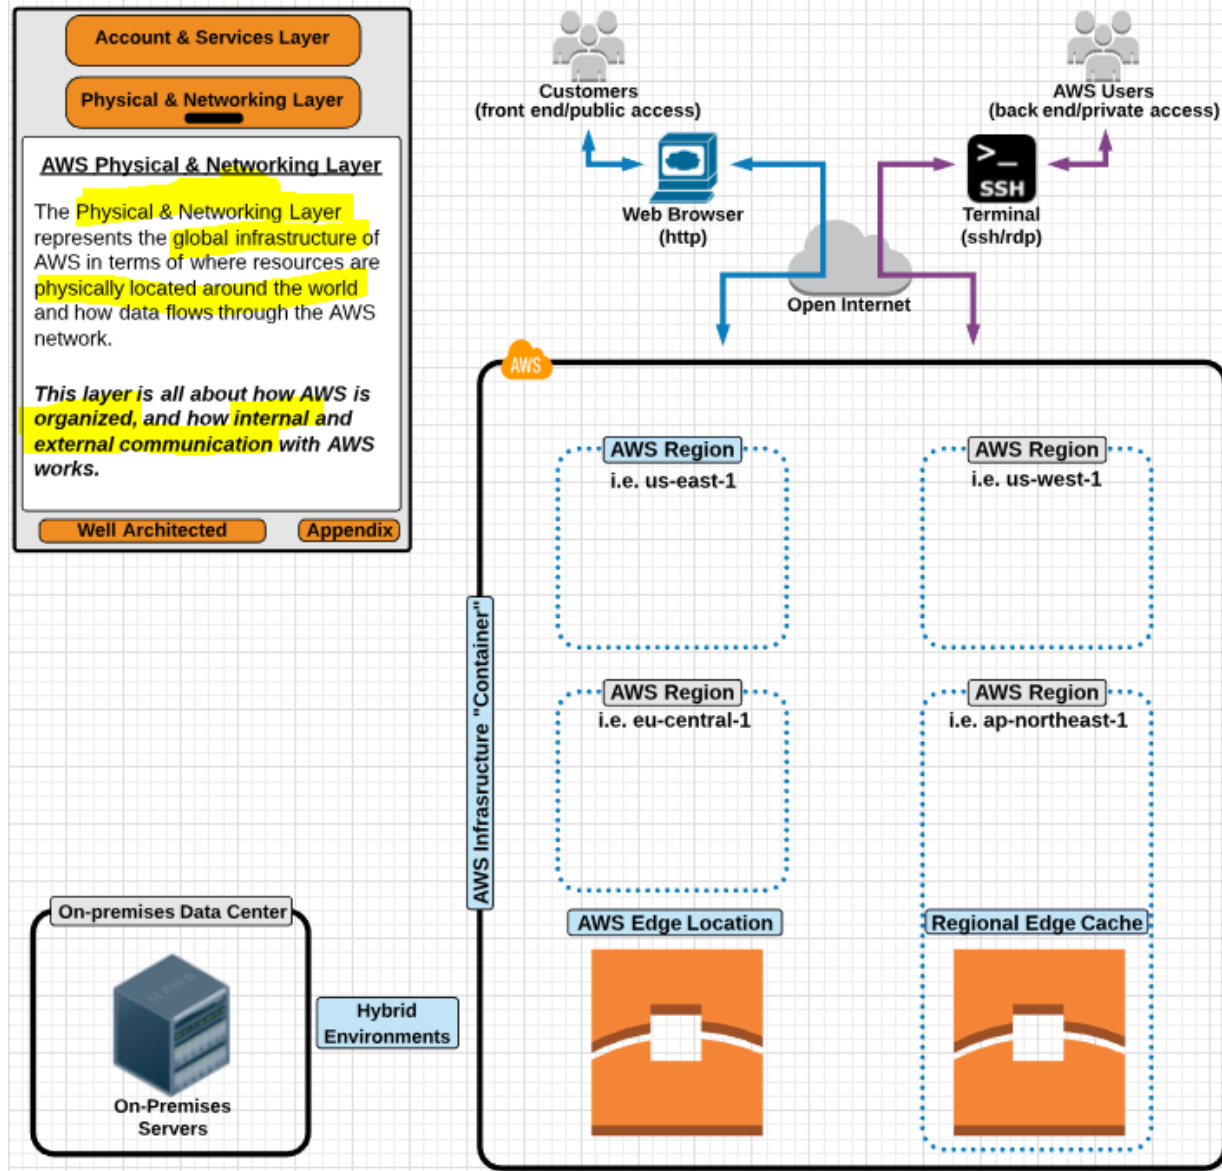 Account & Services Layer
Physical & Networking Layer
AWS Physical & Networking Layer
The Physical & Networking Layer
represents the global infrastructure of
AWS in terms of where resources are
physically located around the world
and how data flows through the AWS
network.
This layer is all about how AWS is
organized, and how internal and
external communication with AWS
works.
Well Architected
Appendix
Customers
(front end/public access)
AWS Users
(back end/private access)
>_
SSH
Web Browser
(http)
Terminal
(ssh/rdp)
Open Internet
AWS
AWS Region
i.e. us-east-1
AWS Region
i.e. us-west-1
AWS Infrasructure "Container"
AWS Region
i.e. eu-central-1
AWS Region
i.e. ap-northeast-1
On-premises Data Center
AWS Edge Location
Regional Edge Cache
Hybrid
Environments
On-Premises
Servers